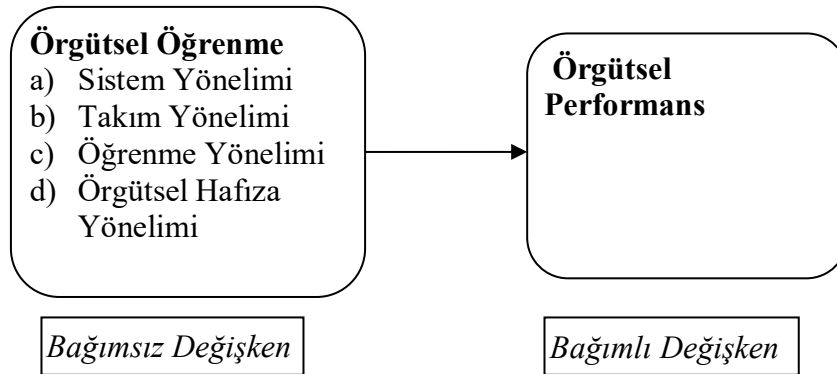 Örgütsel Öğrenme
a) Sistem Yönelimi
b) Takım Yönelimi
c) Öğrenme Yönelimi
d) Örgütsel Hafıza
Yönelimi
Örgütsel
Performans
Bağımsız Değişken
Bağımlı Değişken